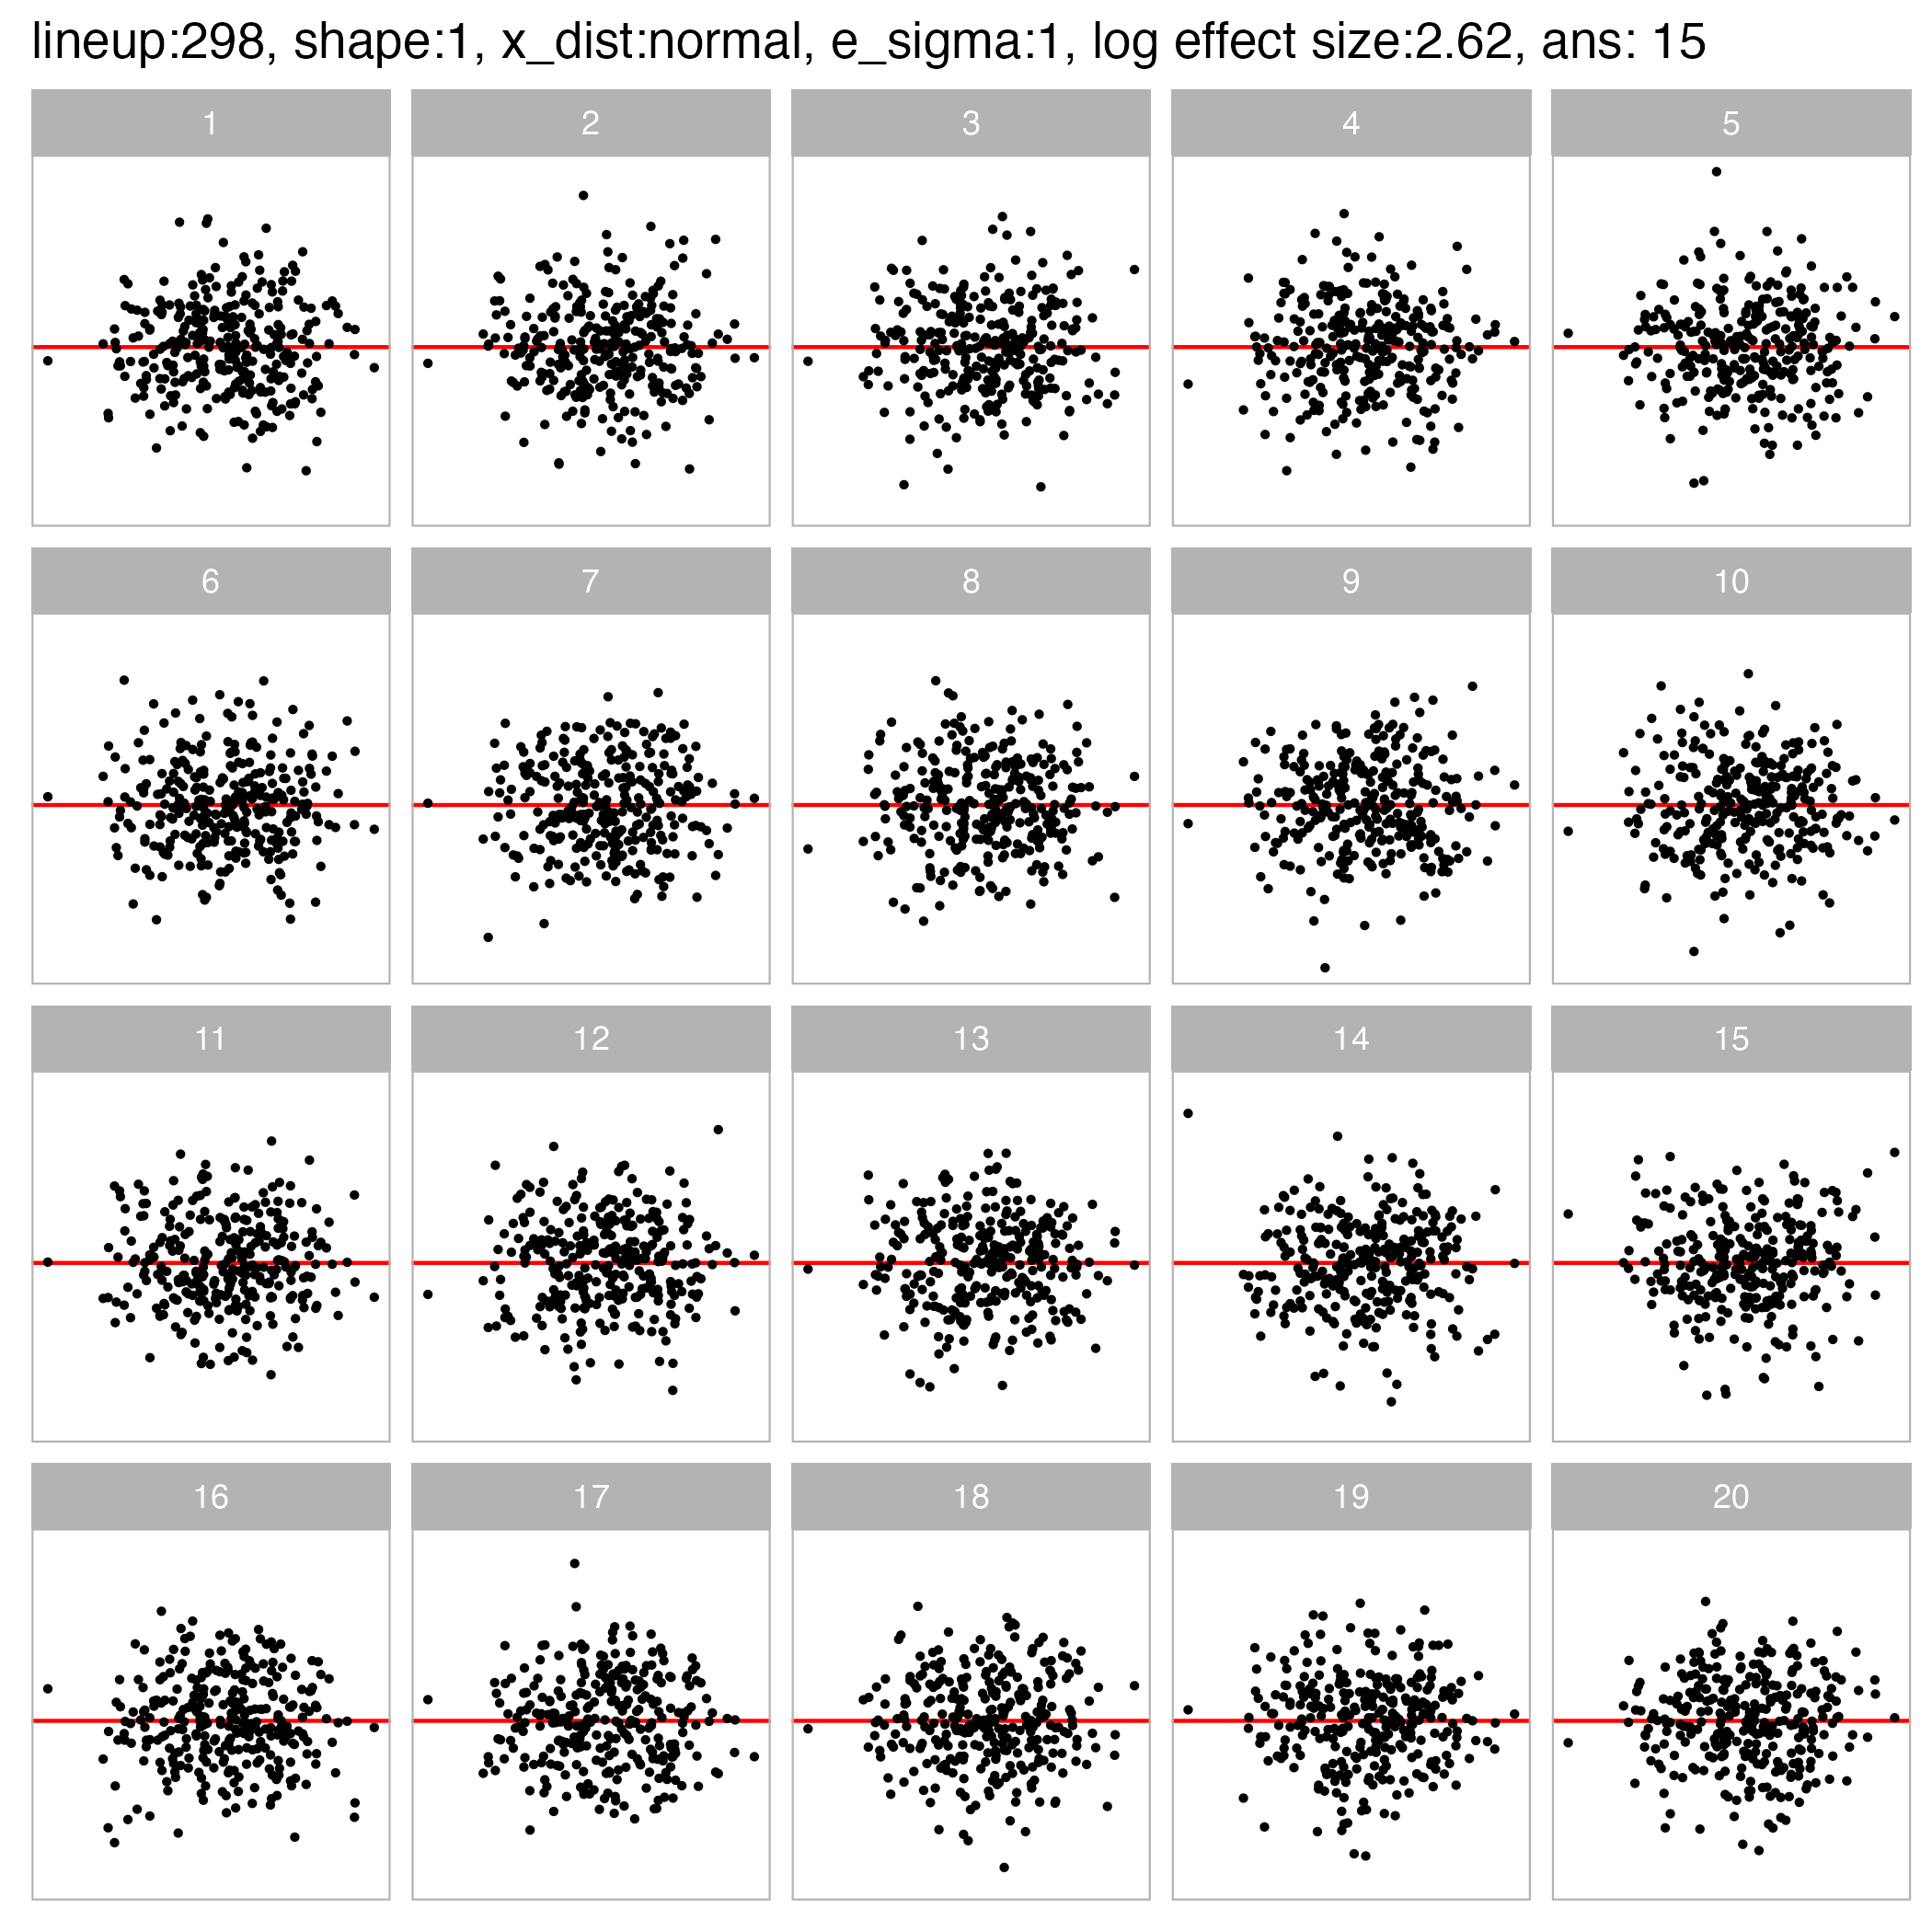 lineup:298, shape:1, x_dist:normal, e_sigma:1, log effect size:2.62, ans: 15
1 2 3 4 5
6 7 8 9 10
11 12 13 14 15
16 17 18 19 20